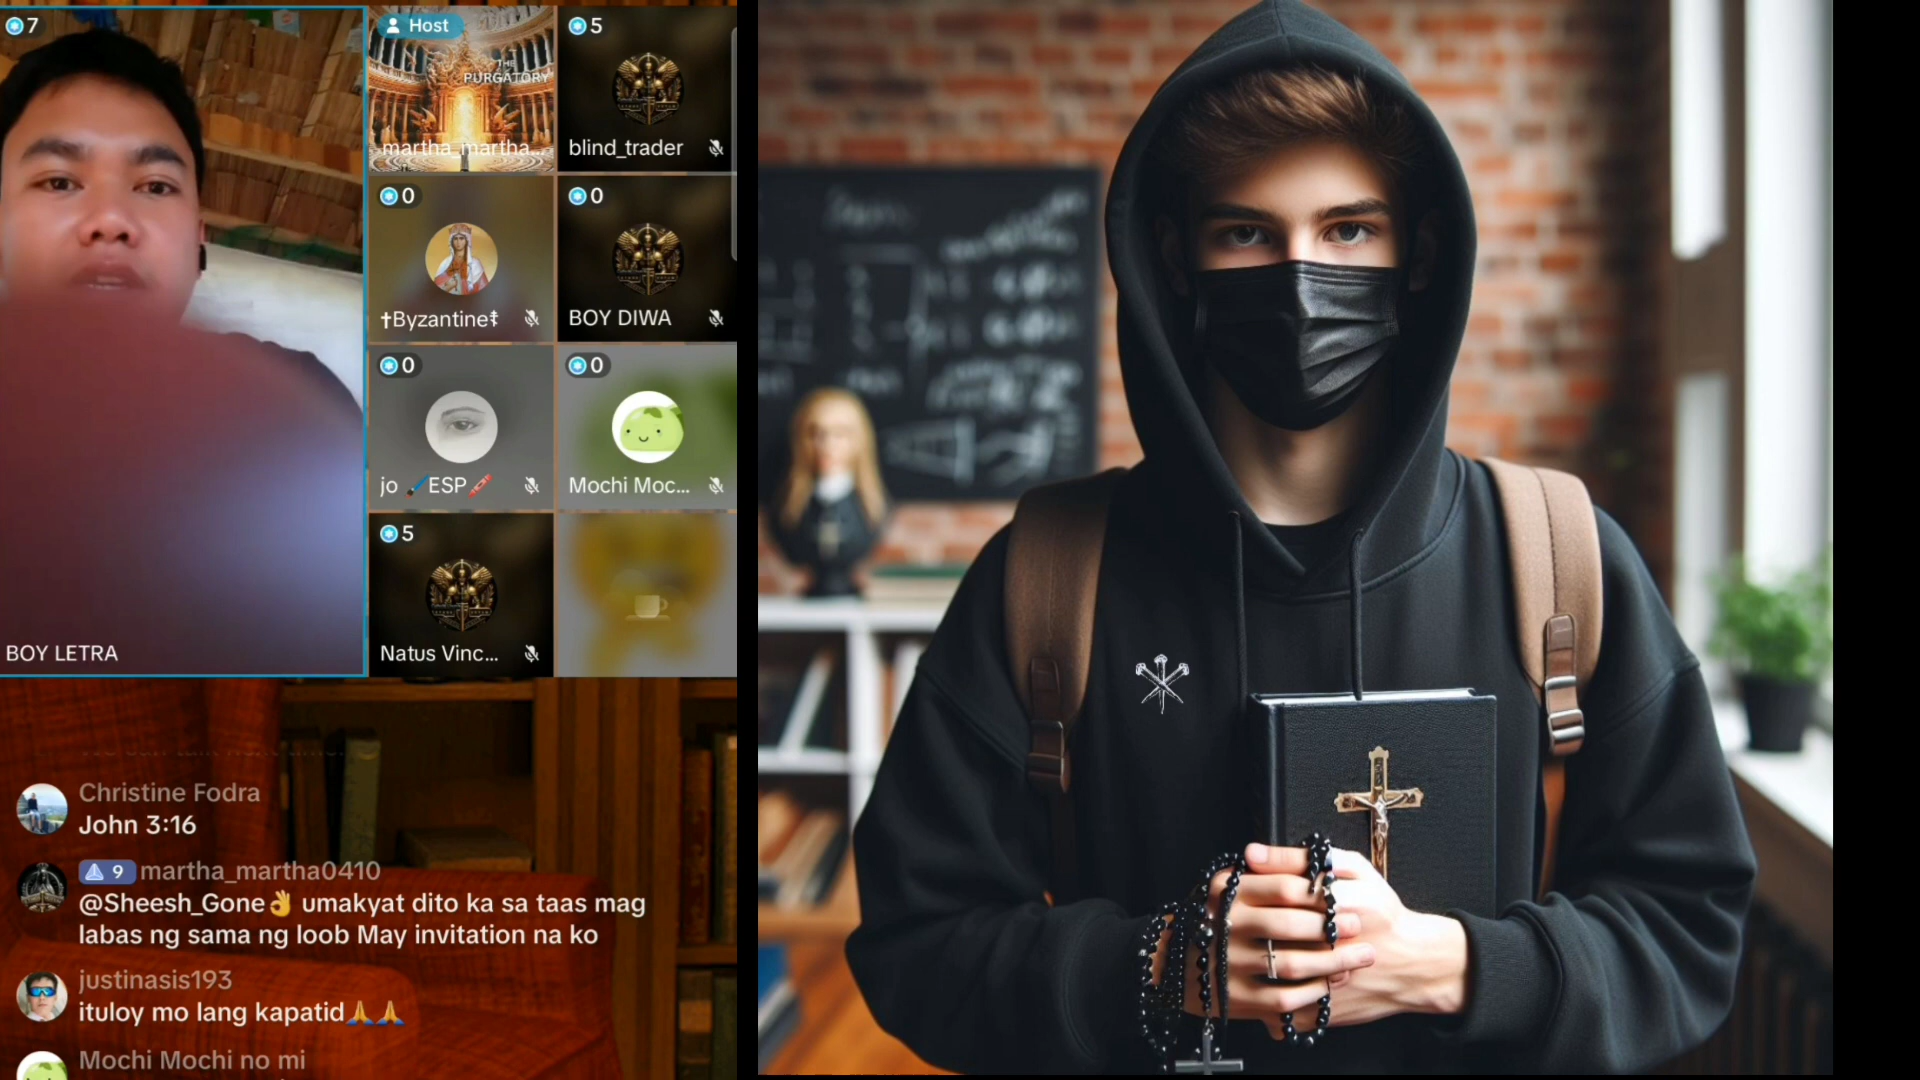 7
Host
THE
PURGATORY
martha_martha...
5
blind_trader
0
†Byzantine‡
0
BOY DIWA
0
jo 🖌️ESP🖍️
0
Mochi Moc...
5
Natus Vinc...
BOY LETRA
Christine Fodra
John 3:16
9 martha_martha0410
@Sheesh_Gone👌 umakyat dito ka sa taas mag
labas ng sama ng loob May invitation na ko
justinasis193
ituloy mo lang kapatid🙏🙏
Mochi Mochi no mi